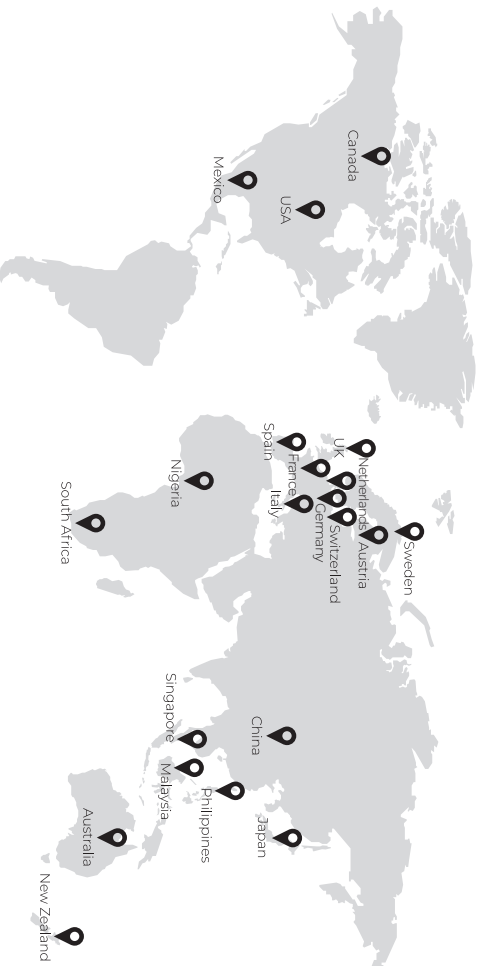 Canada
USA
Mexico
Sweden
UK
Netherlands
Austria
Switzerland
Germany
France
Spain
Italy
Nigeria
South Africa
China
Japan
Singapore
Malaysia
Philippines
Australia
New Zealand